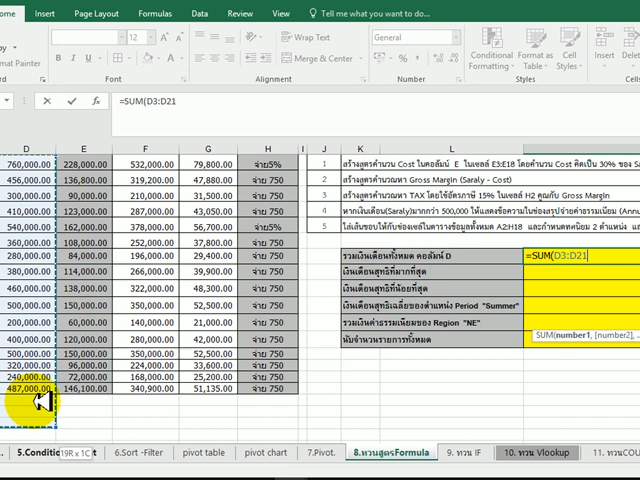 ome Insert Page Layout Formulas Data Review View Tell me what you want to do...
py 12 Wrap Text General Conditional Format as Cell
Format Painter B I U Merge & Center % Formatting Table Styles
Font Alignment Number Styles Cells
=SUM(D3:D21
D E F G H I J K L
760,000.00 228,000.00 532,000.00 79,800.00 จ่าย5% 1 สร้างสูตรคำนวน Cost ในคอลัมน์ E ในเซลล์ E3:E18 โดยคำนวน Cost คิดเป็น 30% ของ Sa
456,000.00 136,800.00 319,200.00 47,880.00 จ่าย 750 2 สร้างสูตรคำนวณหา Gross Margin (Saraly - Cost)
300,000.00 90,000.00 210,000.00 31,500.00 จ่าย 750 3 สร้างสูตรคำนวณหา TAX โดยใช้อัตราภาษี 15% ในเซลล์ H2 คูณกับ Gross Margin
410,000.00 123,000.00 287,000.00 43,050.00 จ่าย 750 4 หากเงินเดือน(Saraly)มากกว่า 500,000 ให้แสดงข้อความในช่องสรุปจ่ายค่าธรรมเนียม (Annu
540,000.00 162,000.00 378,000.00 56,700.00 จ่าย5% 5 ใส่เส้นขอบให้กับช่องเซลในตารางข้อมูลทั้งหมด A2:H18 และกำหนดทศนิยม 2 ตำแหน่ง
360,000.00 108,000.00 252,000.00 37,800.00 จ่าย 750
280,000.00 84,000.00 196,000.00 29,400.00 จ่าย 750 รวมเงินเดือนทั้งหมด คอลัมน์ D =SUM(D3:D21
380,000.00 114,000.00 266,000.00 39,900.00 จ่าย 750 เงินเดือนสุทธิที่มากที่สุด
460,000.00 138,000.00 322,000.00 48,300.00 จ่าย 750 เงินเดือนสุทธิที่น้อยที่สุด
500,000.00 150,000.00 350,000.00 52,500.00 จ่าย 750 เงินเดือนสุทธิเฉลี่ยของตำแหน่ง Period "Summer"
200,000.00 60,000.00 140,000.00 21,000.00 จ่าย 750 รวมเงินค่าธรรมเนียมของ Region "NE"
400,000.00 120,000.00 280,000.00 42,000.00 จ่าย 750 นับจำนวนรายการทั้งหมด SUM(number1, [number2], ...
500,000.00 150,000.00 350,000.00 52,500.00 จ่าย 750
320,000.00 96,000.00 224,000.00 33,600.00 จ่าย 750
240,000.00 72,000.00 168,000.00 25,200.00 จ่าย 750
487,000.00 146,100.00 340,900.00 51,135.00 จ่าย 750
5.Conditio 19R x 1C t 6.Sort -Filter pivot table pivot chart 7.Pivot. 8.ทวนสูตรFormula 9. ทวน IF 10. ทวน Vlookup 11. ทวนCOU